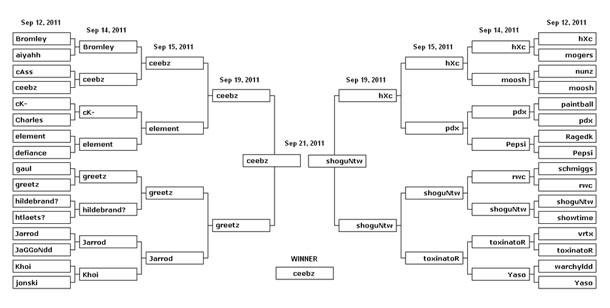 Sep 12, 2011
Sep 14, 2011
Sep 15, 2011
Sep 19, 2011
Sep 21, 2011
Sep 19, 2011
Sep 15, 2011
Sep 14, 2011
Sep 12, 2011
Bromley
aiyahh
cAss
ceebz
cK-
Charles
element
defiance
gaul
greetz
hildebrand?
htlaets?
Jarrod
JaGGoNdd
Khoi
jonski
Bromley
ceebz
cK-
element
greetz
hildebrand?
Jarrod
Khoi
ceebz
element
greetz
Jarrod
ceebz
greetz
ceebz
shoguNtw
WINNER
ceebz
hXc
shoguNtw
hXc
pdx
shoguNtw
toxinatoR
hXc
moosh
pdx
Pepsi
rwc
shoguNtw
toxinatoR
Yaso
hXc
mogers
nunz
moosh
paintball
pdx
Ragedk
Pepsi
schmiggs
rwc
shoguNtw
showtime
vrtx
toxinatoR
warchyldd
Yaso